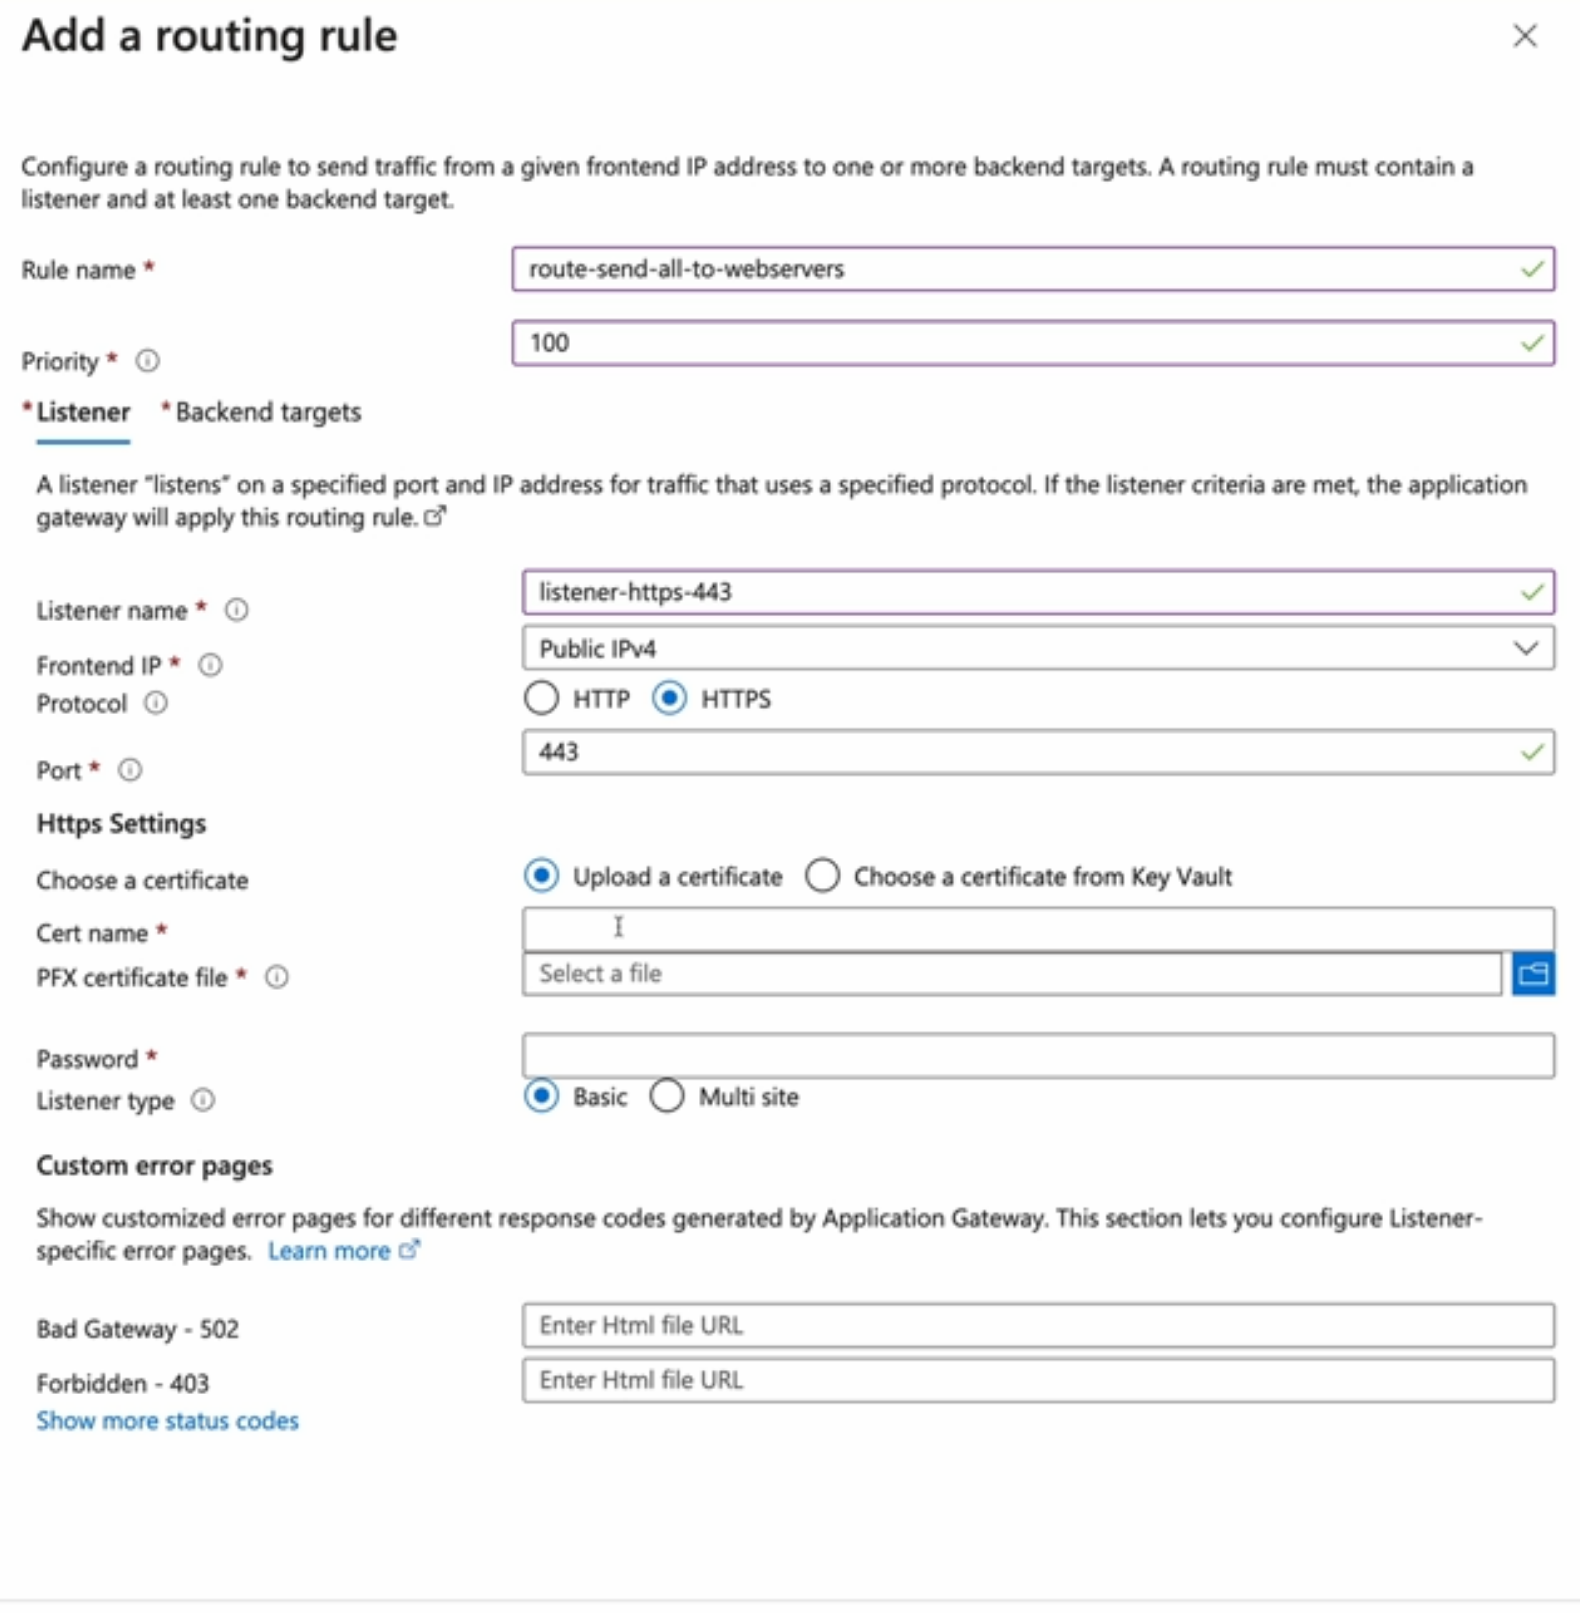 Add a routing rule
Configure a routing rule to send traffic from a given frontend IP address to one or more backend targets. A routing rule must contain a
listener and at least one backend target.
Rule name *
route-send-all-to-webservers
Priority *
100
* Listener * Backend targets
A listener "listens" on a specified port and IP address for traffic that uses a specified protocol. If the listener criteria are met, the application
gateway will apply this routing rule.
Listener name *
listener-https-443
Frontend IP *
Public IPv4
Protocol
HTTP HTTPS
Port *
443
Https Settings
Choose a certificate
Upload a certificate Choose a certificate from Key Vault
Cert name *
PFX certificate file *
Select a file
Password *
Listener type
Basic Multi site
Custom error pages
Show customized error pages for different response codes generated by Application Gateway. This section lets you configure Listener-
specific error pages. Learn more
Bad Gateway - 502
Enter Html file URL
Forbidden - 403
Enter Html file URL
Show more status codes